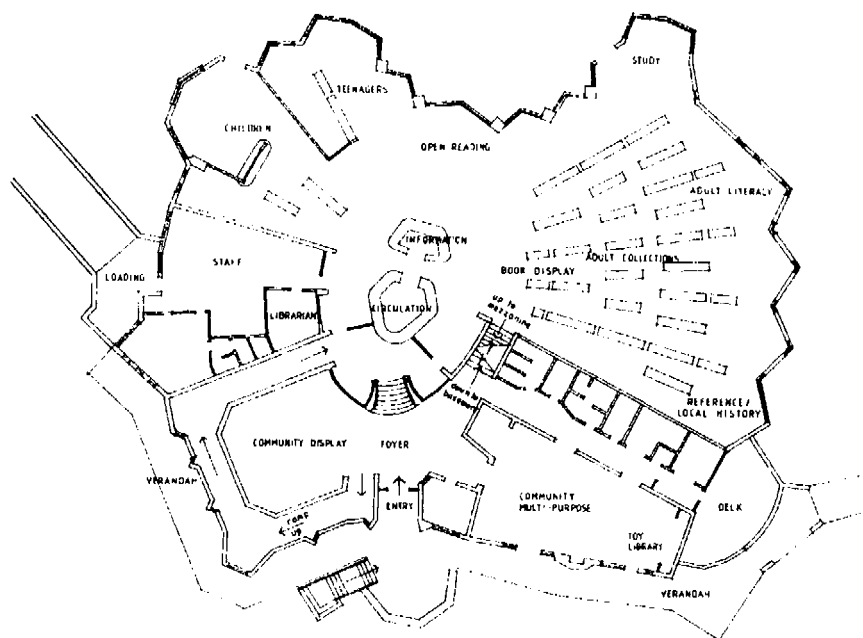 STUDY
TEENAGERS
CHILDREN
OPEN READING
ADULT LITERACY
INFORMATION
STAFF
ADULT COLLECTIONS
BOOK DISPLAY
LOADING
up to
mezzanine
LIBRARIAN
CIRCULATION
down to
basement
REFERENCE/
LOCAL HISTORY
COMMUNITY DISPLAY
FOYER
VERANDAH
COMMUNITY
MULTI-PURPOSE
DECK
ENTRY
ramp
up
TOY
LIBRARY
VERANDAH